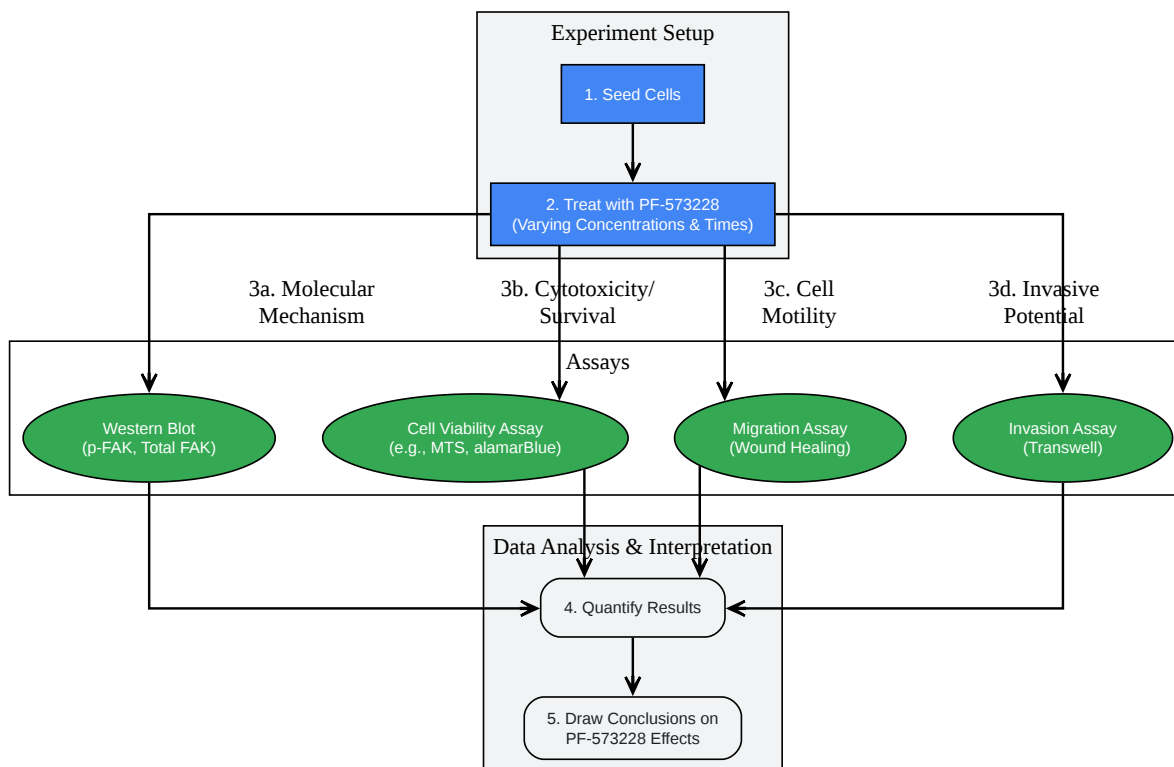 Experiment Setup
1. Seed Cells
2. Treat with PF-573228
(Varying Concentrations & Times)
3a. Molecular
Mechanism
3b. Cytotoxicity/
Survival
3c. Cell
Motility
3d. Invasive
Potential
Assays
Western Blot
(p-FAK, Total FAK)
Cell Viability Assay
(e.g., MTS, alamarBlue)
Migration Assay
(Wound Healing)
Invasion Assay
(Transwell)
Data Analysis & Interpretation
4. Quantify Results
5. Draw Conclusions on
PF-573228 Effects